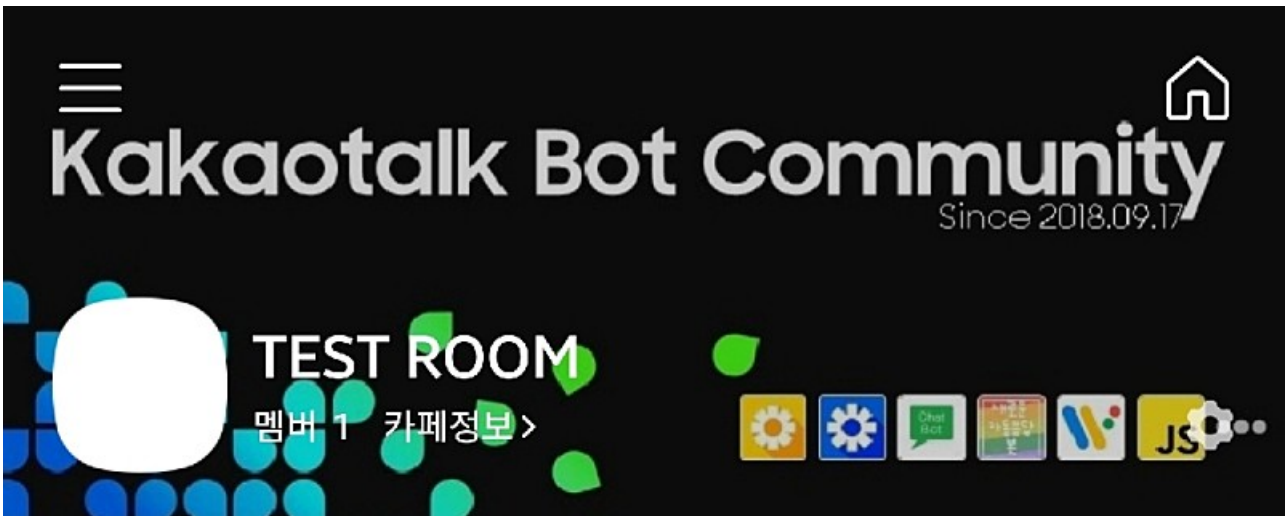 Kakaotalk Bot Community
Since 2018.09.17
TEST ROOM
멤버 1 카페정보>
Chat
Bot
JS